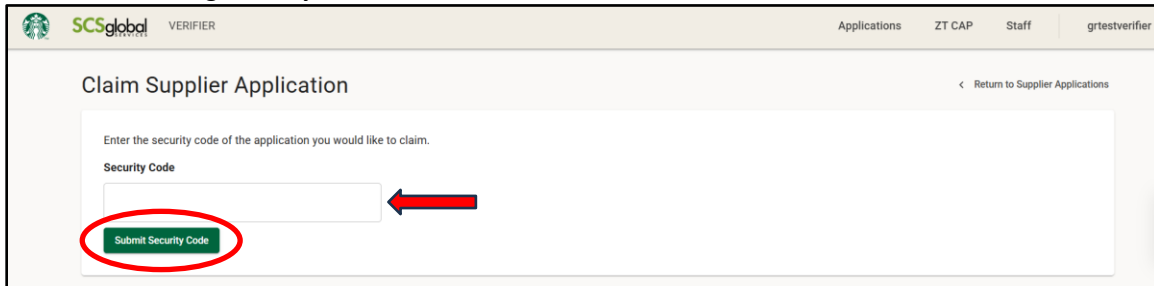 SCSglobal SERVICES VERIFIER Applications ZT CAP Staff grtestverifier
Claim Supplier Application < Return to Supplier Applications
Enter the security code of the application you would like to claim.
Security Code
Submit Security Code